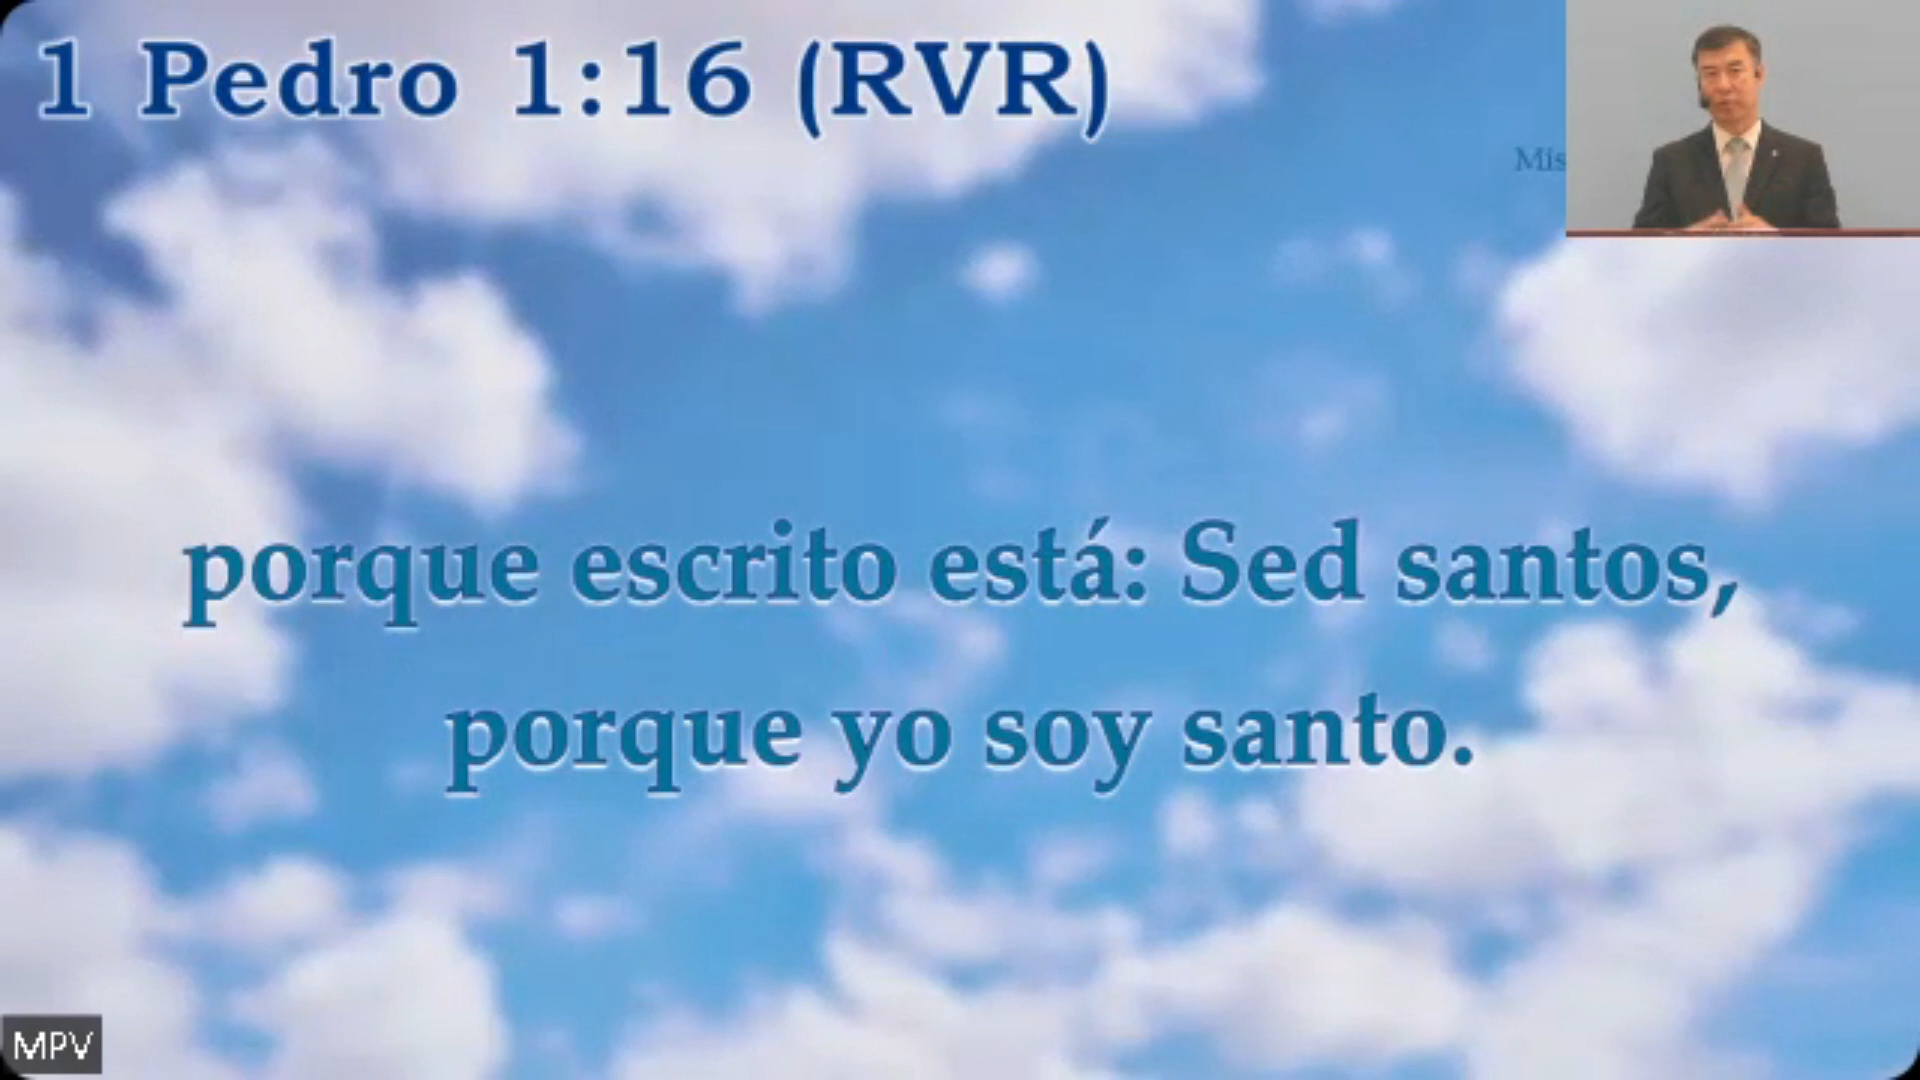 1 Pedro 1:16 (RVR)
porque escrito está: Sed santos,
porque yo soy santo.
MPV